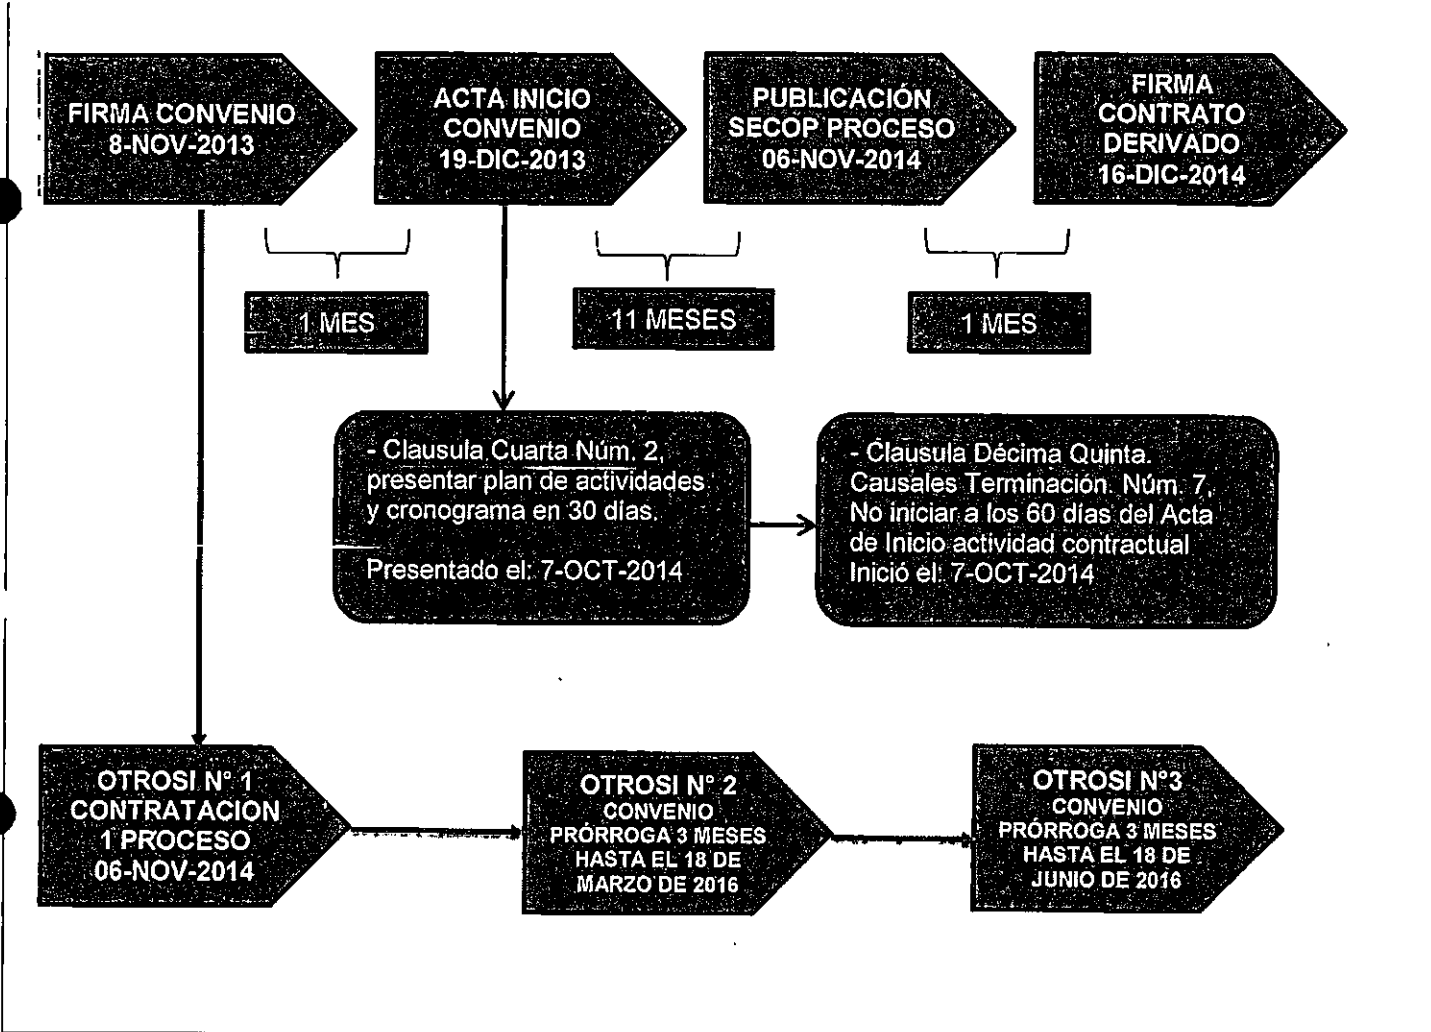 FIRMA CONVENIO
8-NOV-2013
ACTA INICIO
CONVENIO
19-DIC-2013
PUBLICACIÓN
SECOP PROCESO
06-NOV-2014
FIRMA
CONTRATO
DERIVADO
16-DIC-2014
1 MES
11 MESES
1 MES
- Clausula Cuarta Núm. 2,
presentar plan de actividades
y cronograma en 30 días.
Presentado el: 7-OCT-2014
- Clausula Décima Quinta.
Causales Terminación. Núm. 7,
No iniciar a los 60 días del Acta
de Inicio actividad contractual
Inició el: 7-OCT-2014
OTROSI N° 1
CONTRATACION
1 PROCESO
06-NOV-2014
OTROSI N° 2
CONVENIO
PRÓRROGA 3 MESES
HASTA EL 18 DE
MARZO DE 2016
OTROSI N°3
CONVENIO
PRÓRROGA 3 MESES
HASTA EL 18 DE
JUNIO DE 2016